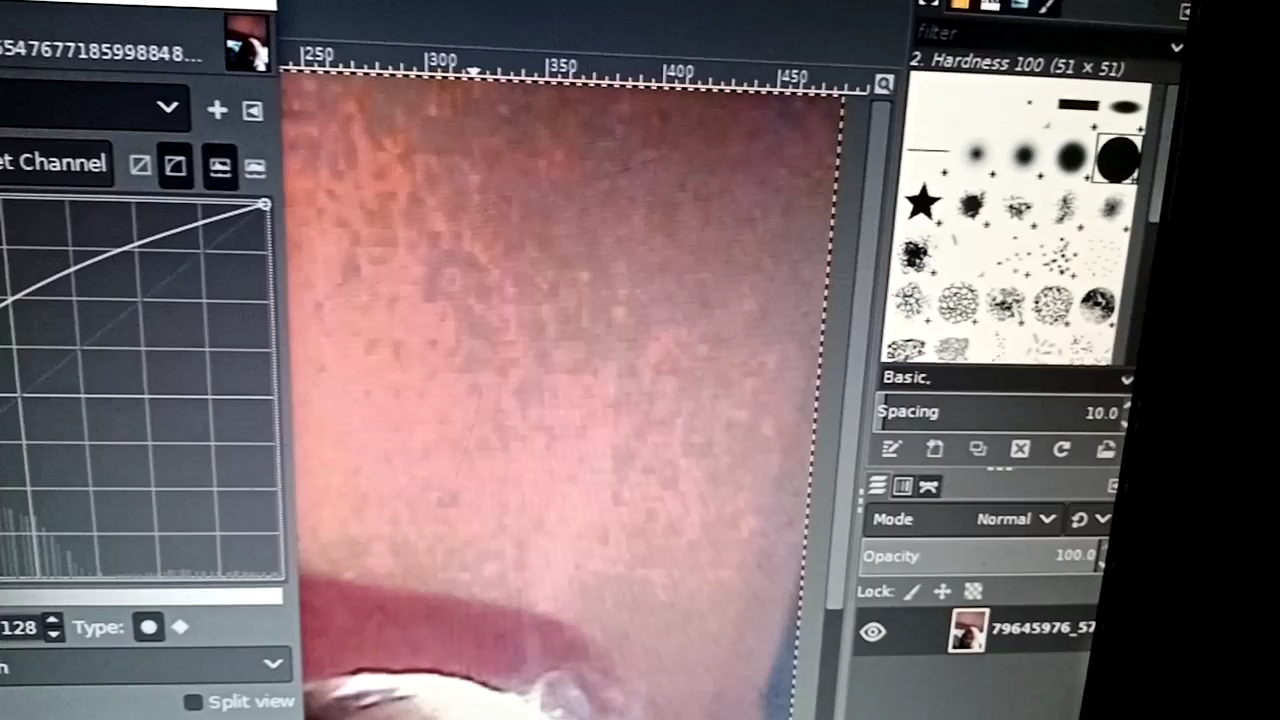 5547677185998848...
et Channel
128
Type:
Split view
250
300
350
400
450
filter
2. Hardness 100 (51 × 51)
Basic,
Spacing
10.0
Mode
Normal
Opacity
100.0
Lock:
79645976_57